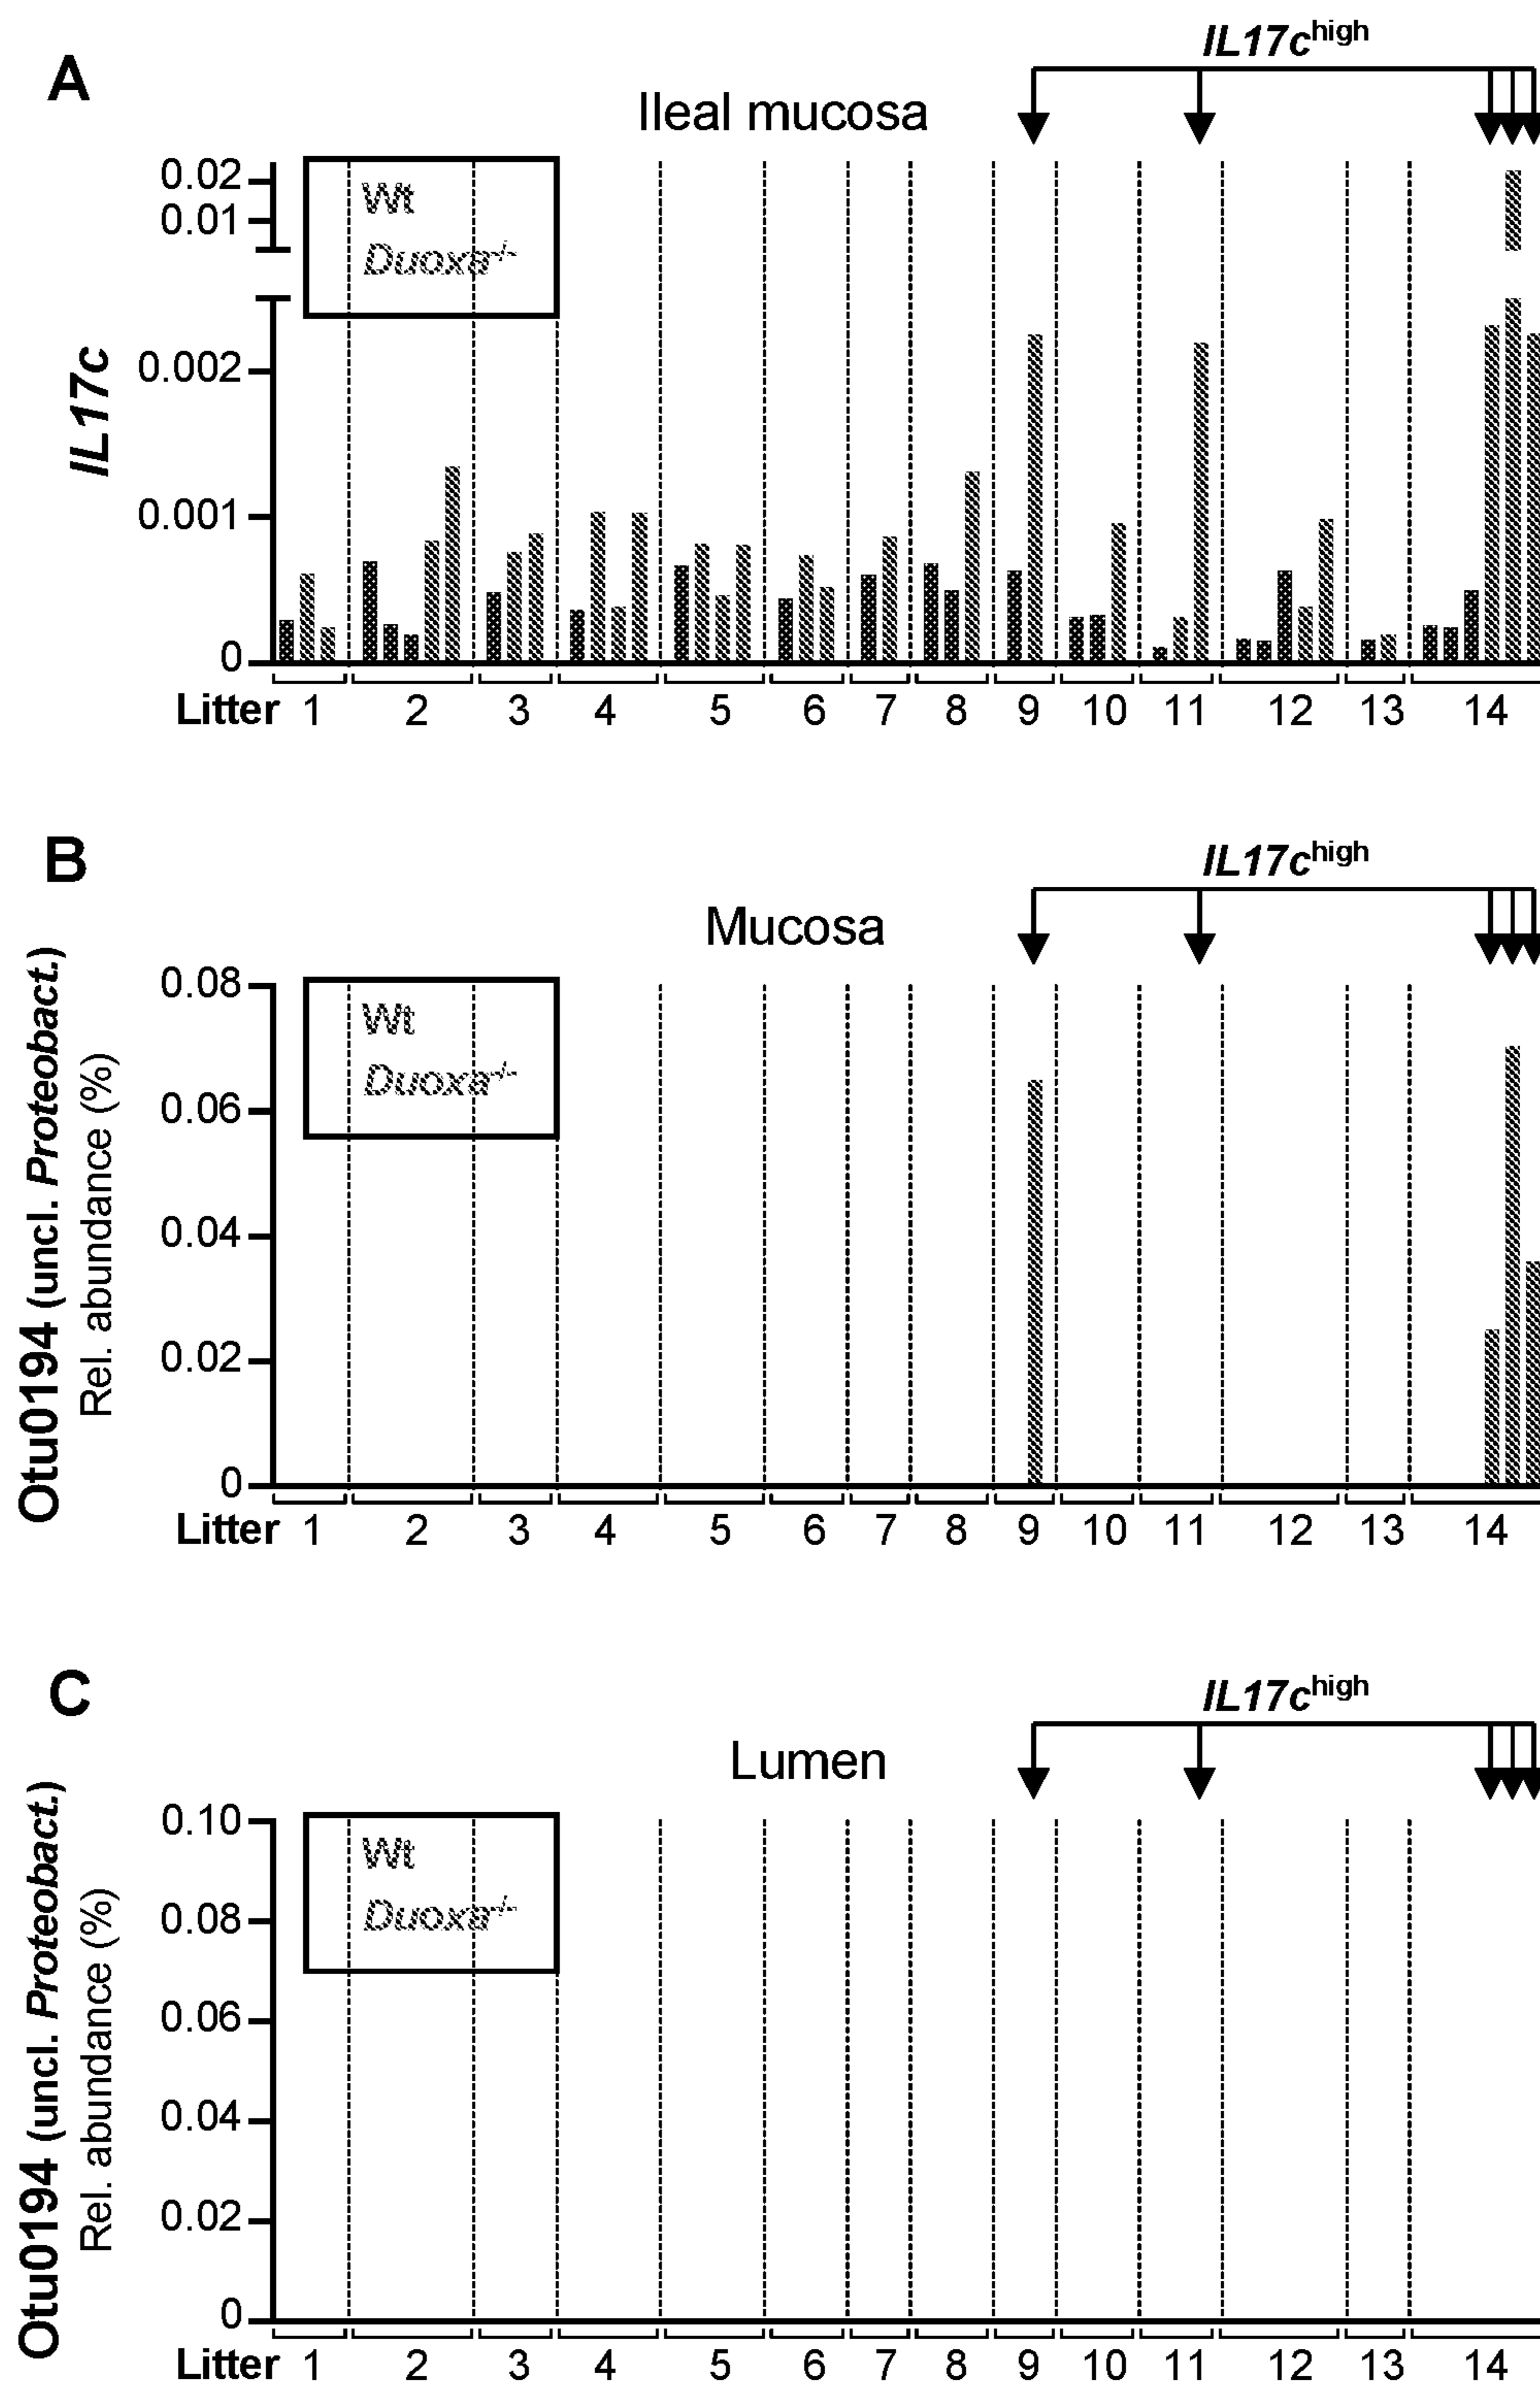 A
IL17c^high
Ileal mucosa
0.02
0.01
Wt
Duoxa-/-
IL17c
0.002
0.001
0
Litter 1 2 3 4 5 6 7 8 9 10 11 12 13 14
B
IL17c^high
Mucosa
Otu0194 (uncl. Proteobact.)
Rel. abundance (%)
0.08
Wt
Duoxa-/-
0.06
0.04
0.02
0
Litter 1 2 3 4 5 6 7 8 9 10 11 12 13 14
C
IL17c^high
Lumen
Otu0194 (uncl. Proteobact.)
Rel. abundance (%)
0.10
Wt
Duoxa-/-
0.08
0.06
0.04
0.02
0
Litter 1 2 3 4 5 6 7 8 9 10 11 12 13 14